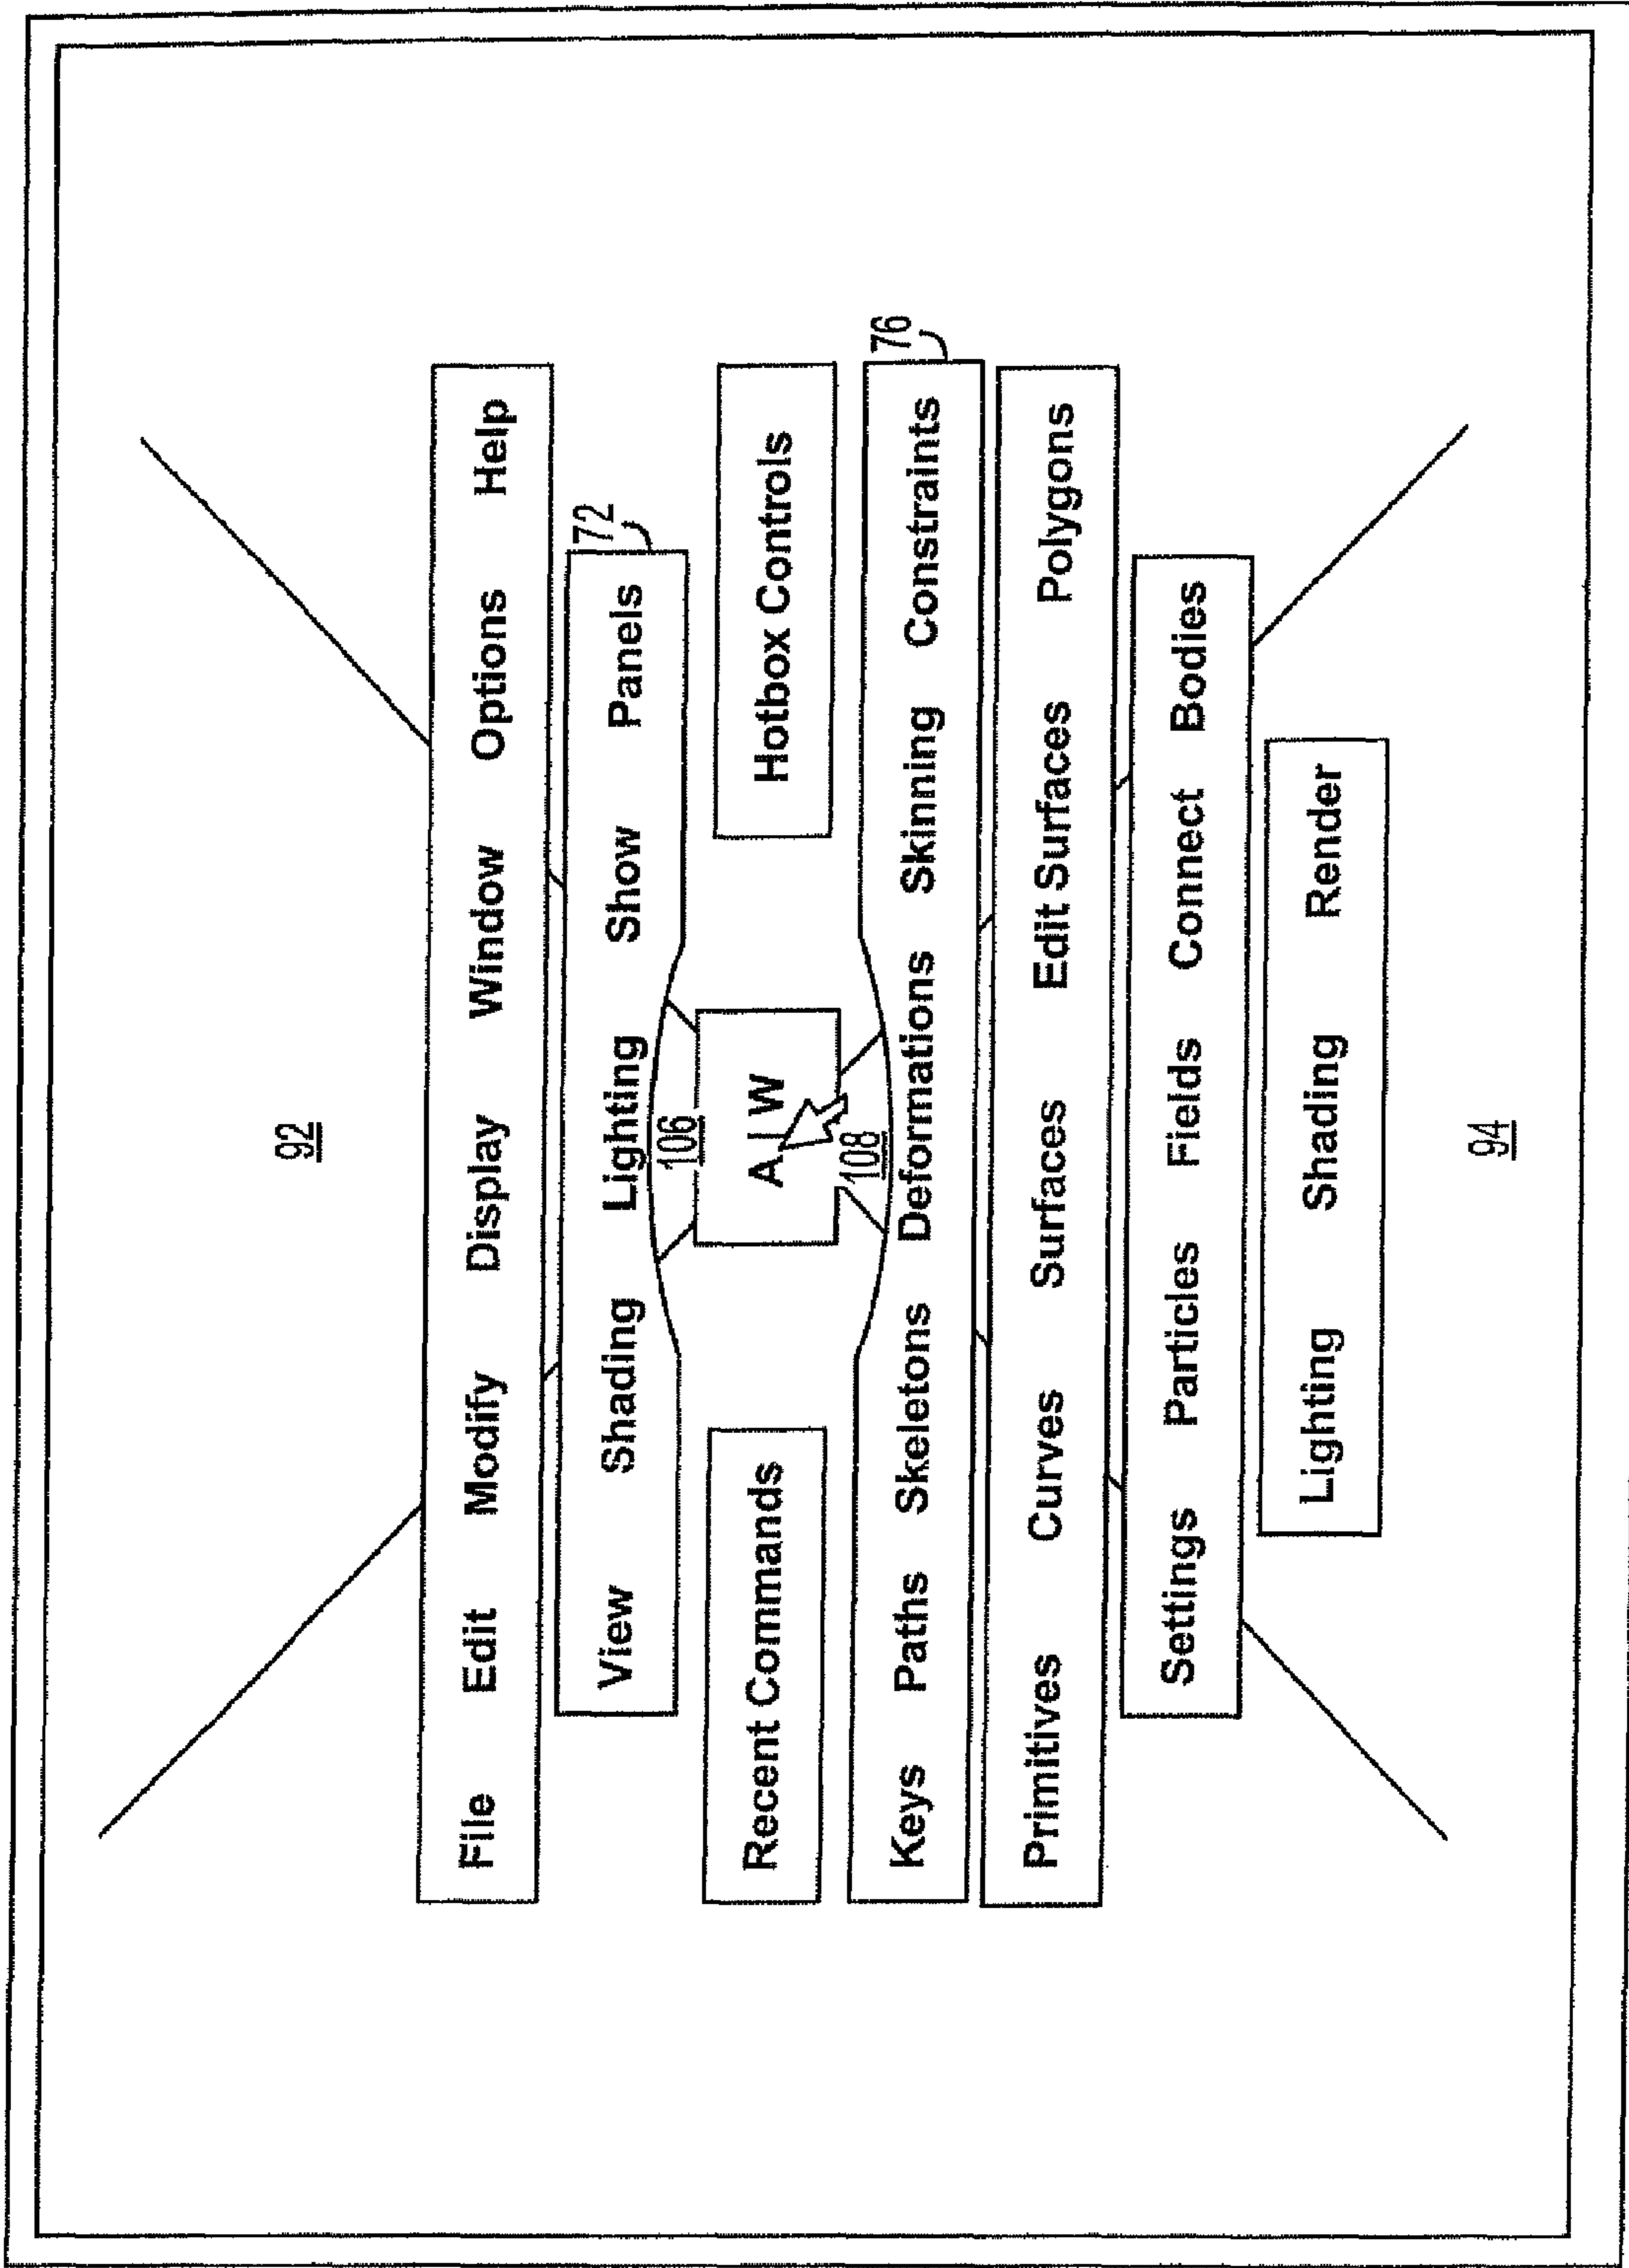 92
File Edit Modify Display Window Options Help
72
View Shading Lighting Show Panels
106
Recent Commands A|W Hotbox Controls
108
76
Keys Paths Skeletons Deformations Skinning Constraints
Primitives Curves Surfaces Edit Surfaces Polygons
Settings Particles Fields Connect Bodies
Lighting Shading Render
94